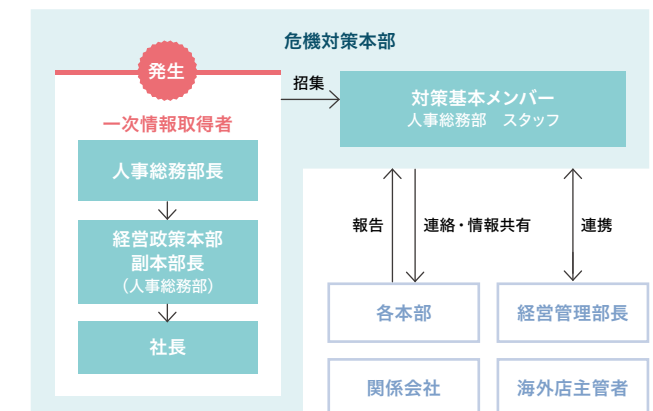 危機対策本部
発生
一次情報取得者
人事総務部長
経営政策本部
副本部長
（人事総務部）
社長
招集
対策基本メンバー
人事総務部　スタッフ
報告
連絡・情報共有
連携
各本部
経営管理部長
関係会社
海外店主管者